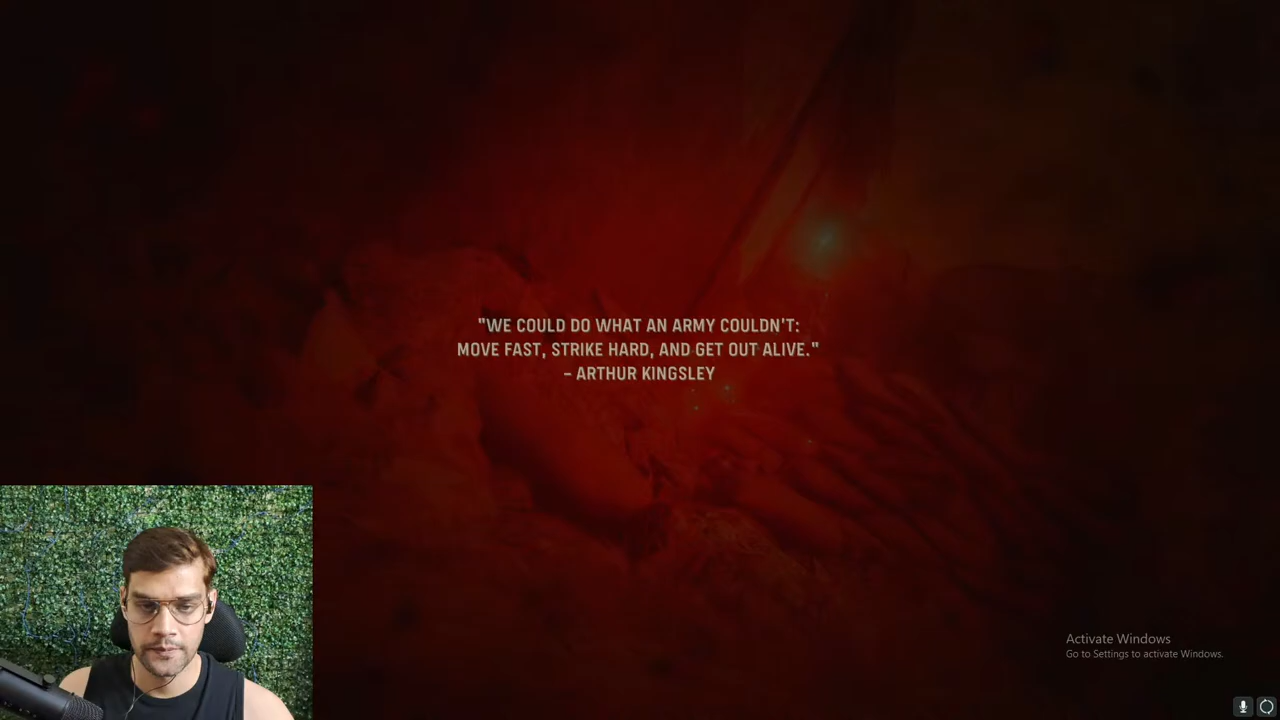 "WE COULD DO WHAT AN ARMY COULDN'T:
MOVE FAST, STRIKE HARD, AND GET OUT ALIVE."
– ARTHUR KINGSLEY
Activate Windows
Go to Settings to activate Windows.